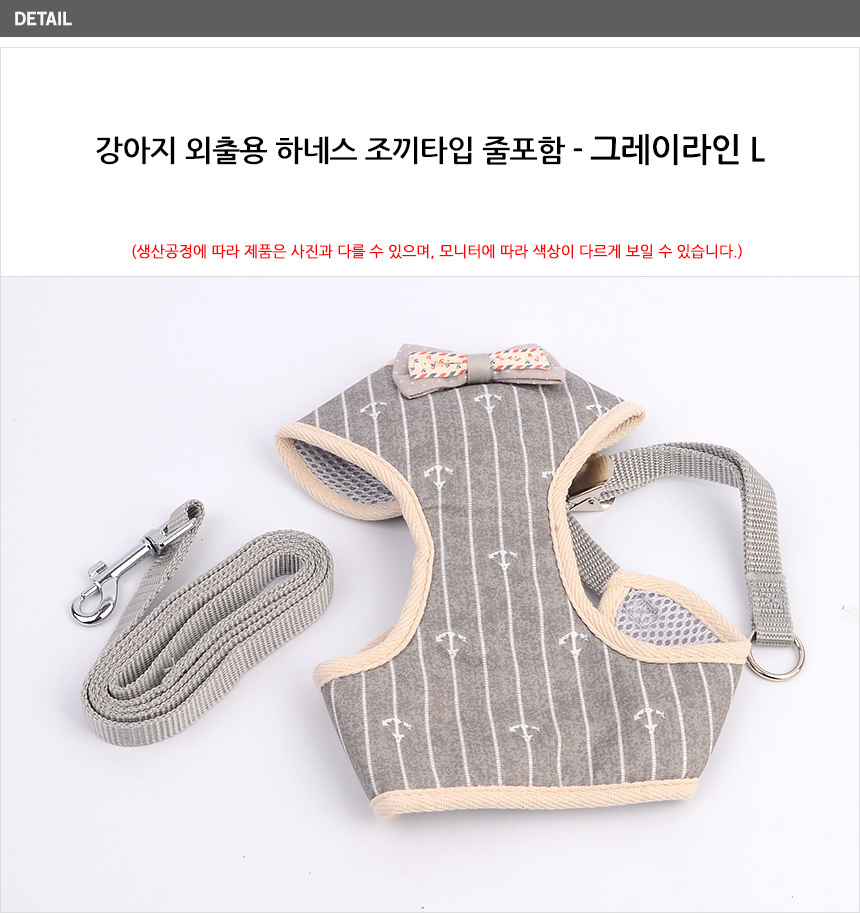 DETAIL
강아지 외출용 하네스 조끼타입 줄포함 - 그레이라인 L
(생산공정에 따라 제품은 사진과 다를 수 있으며, 모니터에 따라 색상이 다르게 보일 수 있습니다.)